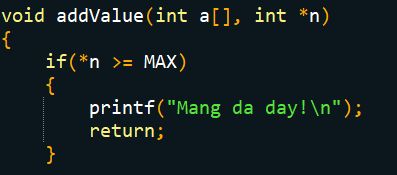 void addValue(int a[], int *n)
{
    if(*n >= MAX)
    {
        printf("Mang da day!\n");
        return;
    }